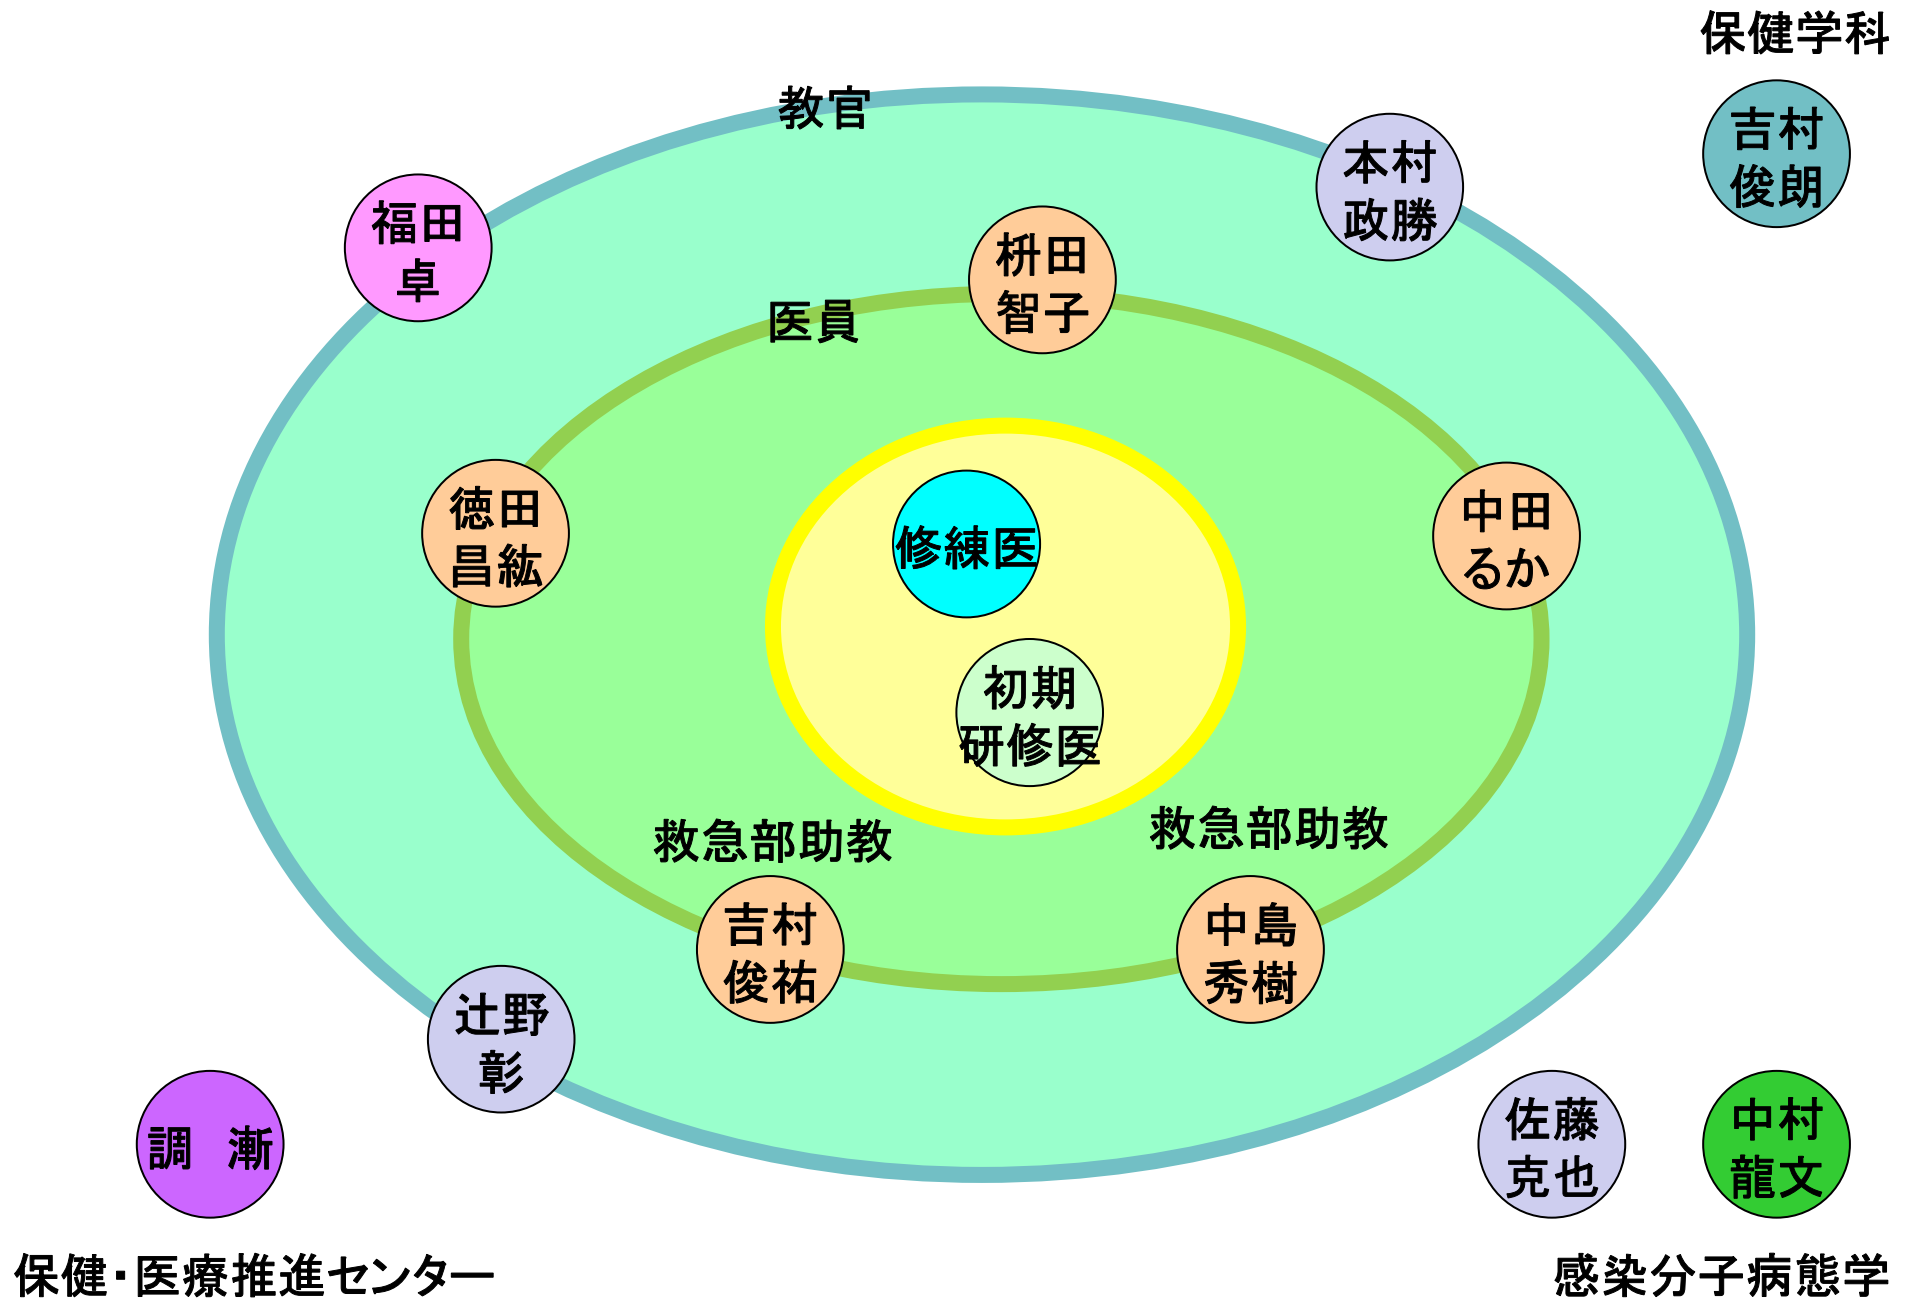 保健学科
吉村
俊朗
教官
本村
政勝
福田
卓
枡田
智子
医員
徳田
昌紘
中田
るか
修練医
初期
研修医
救急部助教
救急部助教
吉村
俊祐
中島
秀樹
辻野
彰
調 漸
佐藤
克也
中村
龍文
保健・医療推進センター
感染分子病態学